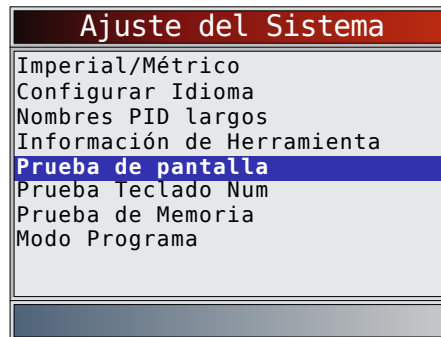 Ajuste del Sistema
Imperial/Métrico
Configurar Idioma
Nombres PID largos
Información de Herramienta
Prueba de pantalla
Prueba Teclado Num
Prueba de Memoria
Modo Programa